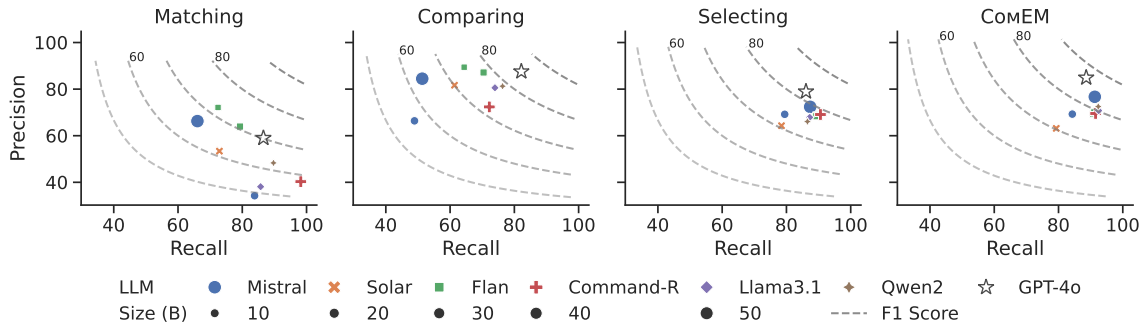 Matching Comparing Selecting CᴏᴍEM
Precision
100
80
60
40
60 80
60 80
60 80
60 80
40 60 80 100 40 60 80 100 40 60 80 100 40 60 80 100
Recall Recall Recall Recall
LLM Mistral Solar Flan Command-R Llama3.1 Qwen2 GPT-4o
Size (B) 10 20 30 40 50 F1 Score